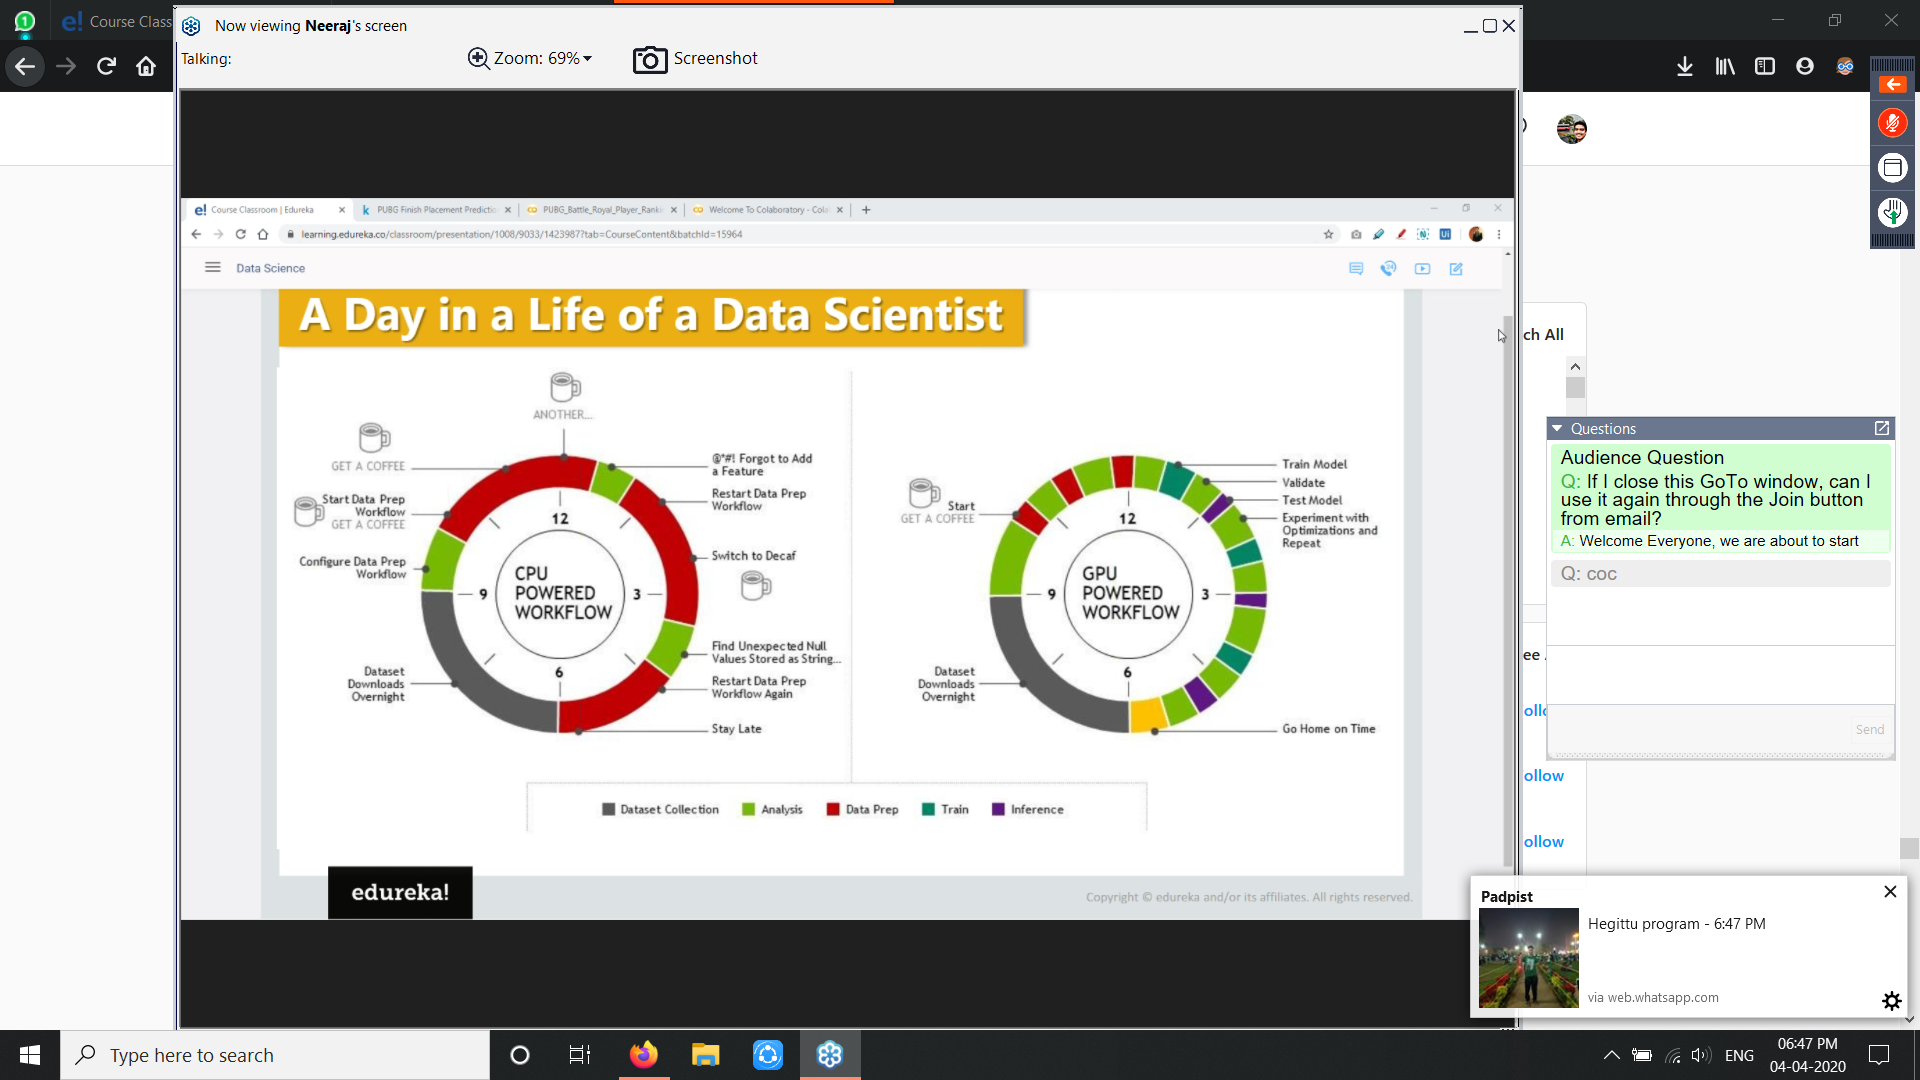 1
Course Class
Now viewing Neeraj's screen
Talking:
Zoom: 69%
Screenshot
Course Classroom | Edureka
PUBG Finish Placement Predictio
PUBG_Battle_Royal_Player_Ranki
Welcome To Colaboratory - Cola
learning.edureka.co/classroom/presentation/1008/9033/1423987?tab=CourseContent&batchId=15964
Data Science
A Day in a Life of a Data Scientist
ANOTHER...
GET A COFFEE
Start Data Prep
Workflow
GET A COFFEE
Configure Data Prep
Workflow
Dataset
Downloads
Overnight
12
3
6
9
CPU
POWERED
WORKFLOW
@*#! Forgot to Add
a Feature
Restart Data Prep
Workflow
Switch to Decaf
Find Unexpected Null
Values Stored as String...
Restart Data Prep
Workflow Again
Stay Late
Start
GET A COFFEE
Dataset
Downloads
Overnight
12
3
6
9
GPU
POWERED
WORKFLOW
Train Model
Validate
Test Model
Experiment with
Optimizations and
Repeat
Go Home on Time
Dataset Collection
Analysis
Data Prep
Train
Inference
edureka!
Copyright © edureka and/or its affiliates. All rights reserved.
ch All
Questions
Audience Question
Q: If I close this GoTo window, can I
use it again through the Join button
from email?
A: Welcome Everyone, we are about to start
Q: coc
Send
ee
ollow
ollow
Padpist
Hegittu program - 6:47 PM
via web.whatsapp.com
Type here to search
ENG
06:47 PM
04-04-2020